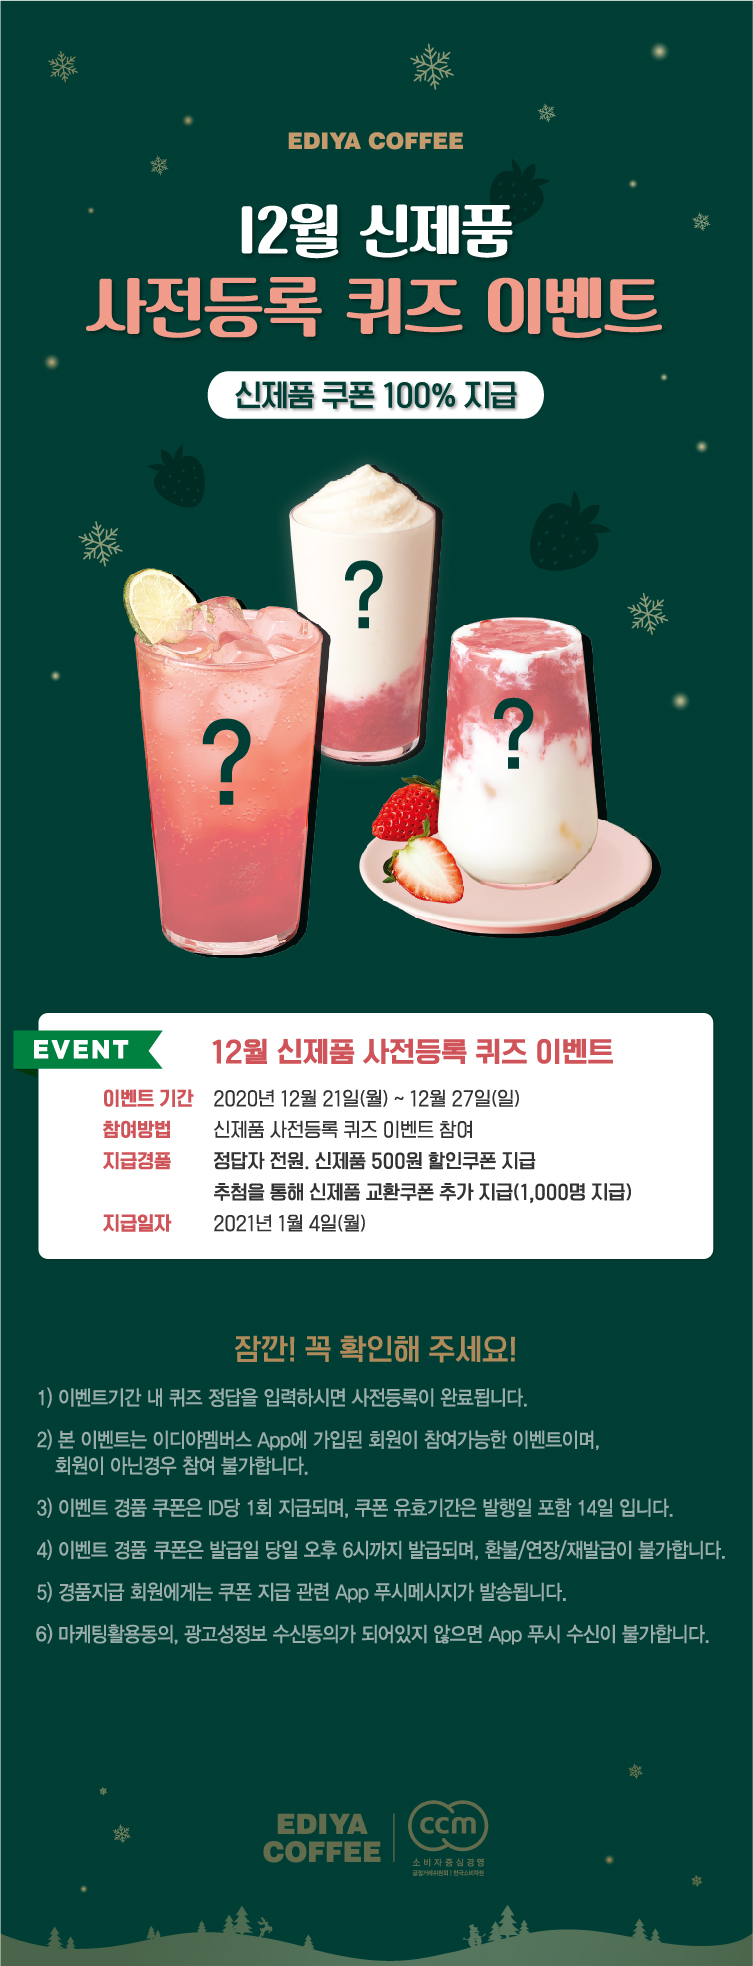 EDIYA COFFEE
12월 신제품
사전등록 퀴즈 이벤트
신제품 쿠폰 100% 지급
?
?
?
EVENT
12월 신제품 사전등록 퀴즈 이벤트
이벤트 기간 2020년 12월 21일(월) ~ 12월 27일(일)
참여방법 신제품 사전등록 퀴즈 이벤트 참여
지급경품 정답자 전원. 신제품 500원 할인쿠폰 지급
추첨을 통해 신제품 교환쿠폰 추가 지급(1,000명 지급)
지급일자 2021년 1월 4일(월)
잠깐! 꼭 확인해 주세요!
1) 이벤트기간 내 퀴즈 정답을 입력하시면 사전등록이 완료됩니다.
2) 본 이벤트는 이디야멤버스 App에 가입된 회원이 참여가능한 이벤트이며,
회원이 아닌경우 참여 불가합니다.
3) 이벤트 경품 쿠폰은 ID당 1회 지급되며, 쿠폰 유효기간은 발행일 포함 14일 입니다.
4) 이벤트 경품 쿠폰은 발급일 당일 오후 6시까지 발급되며, 환불/연장/재발급이 불가합니다.
5) 경품지급 회원에게는 쿠폰 지급 관련 App 푸시메시지가 발송됩니다.
6) 마케팅활용동의, 광고성정보 수신동의가 되어있지 않으면 App 푸시 수신이 불가합니다.
EDIYA
COFFEE
ccm
소비자중심경영
공정거래위원회 | 한국소비자원